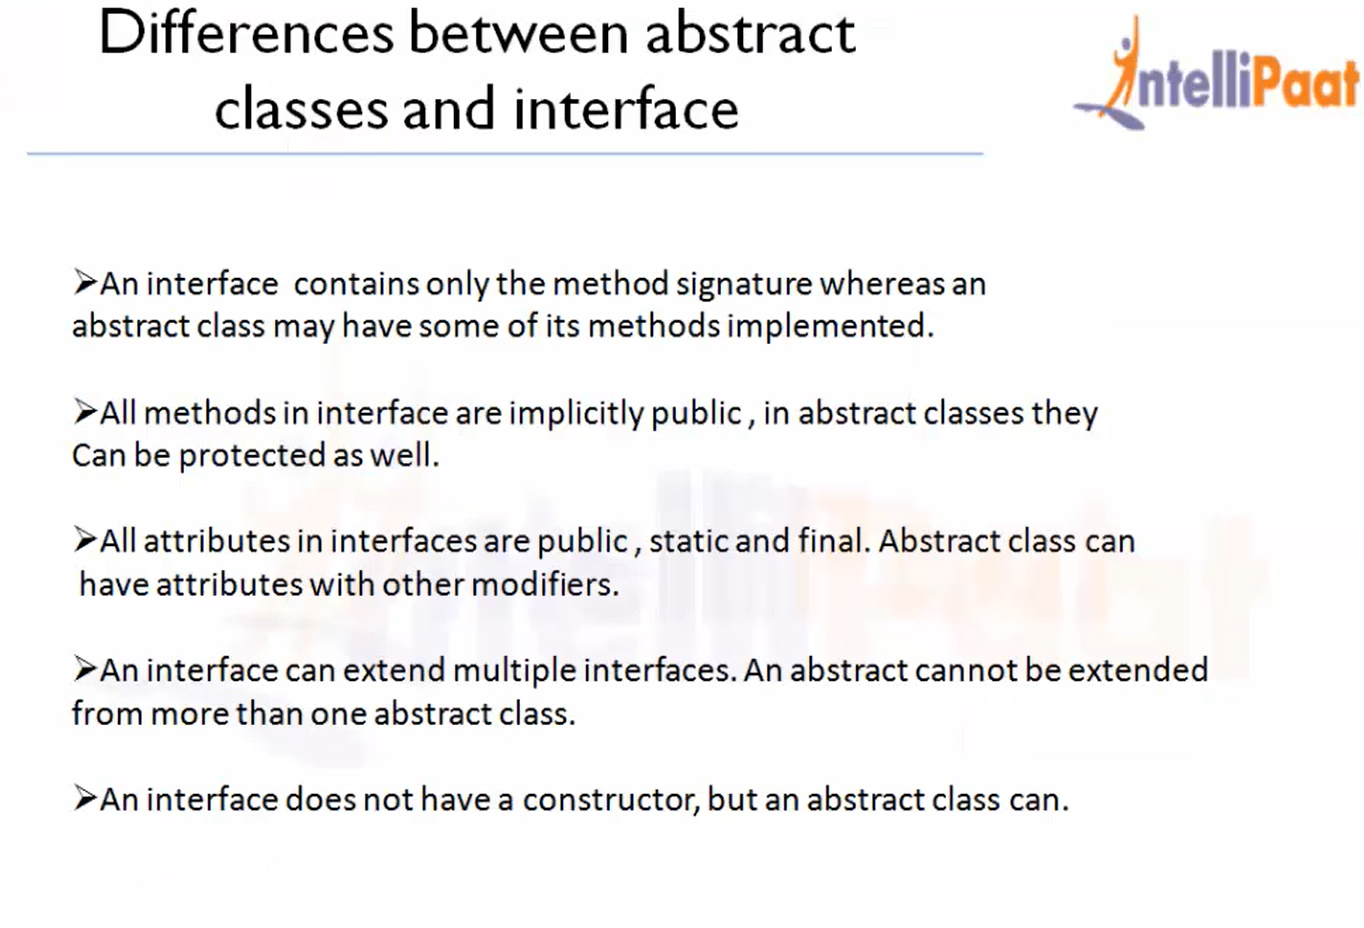 Differences between abstract
classes and interface
IntelliPaat
➢An interface contains only the method signature whereas an
abstract class may have some of its methods implemented.
➢All methods in interface are implicitly public , in abstract classes they
Can be protected as well.
➢All attributes in interfaces are public , static and final. Abstract class can
have attributes with other modifiers.
➢An interface can extend multiple interfaces. An abstract cannot be extended
from more than one abstract class.
➢An interface does not have a constructor, but an abstract class can.
IntelliPaat